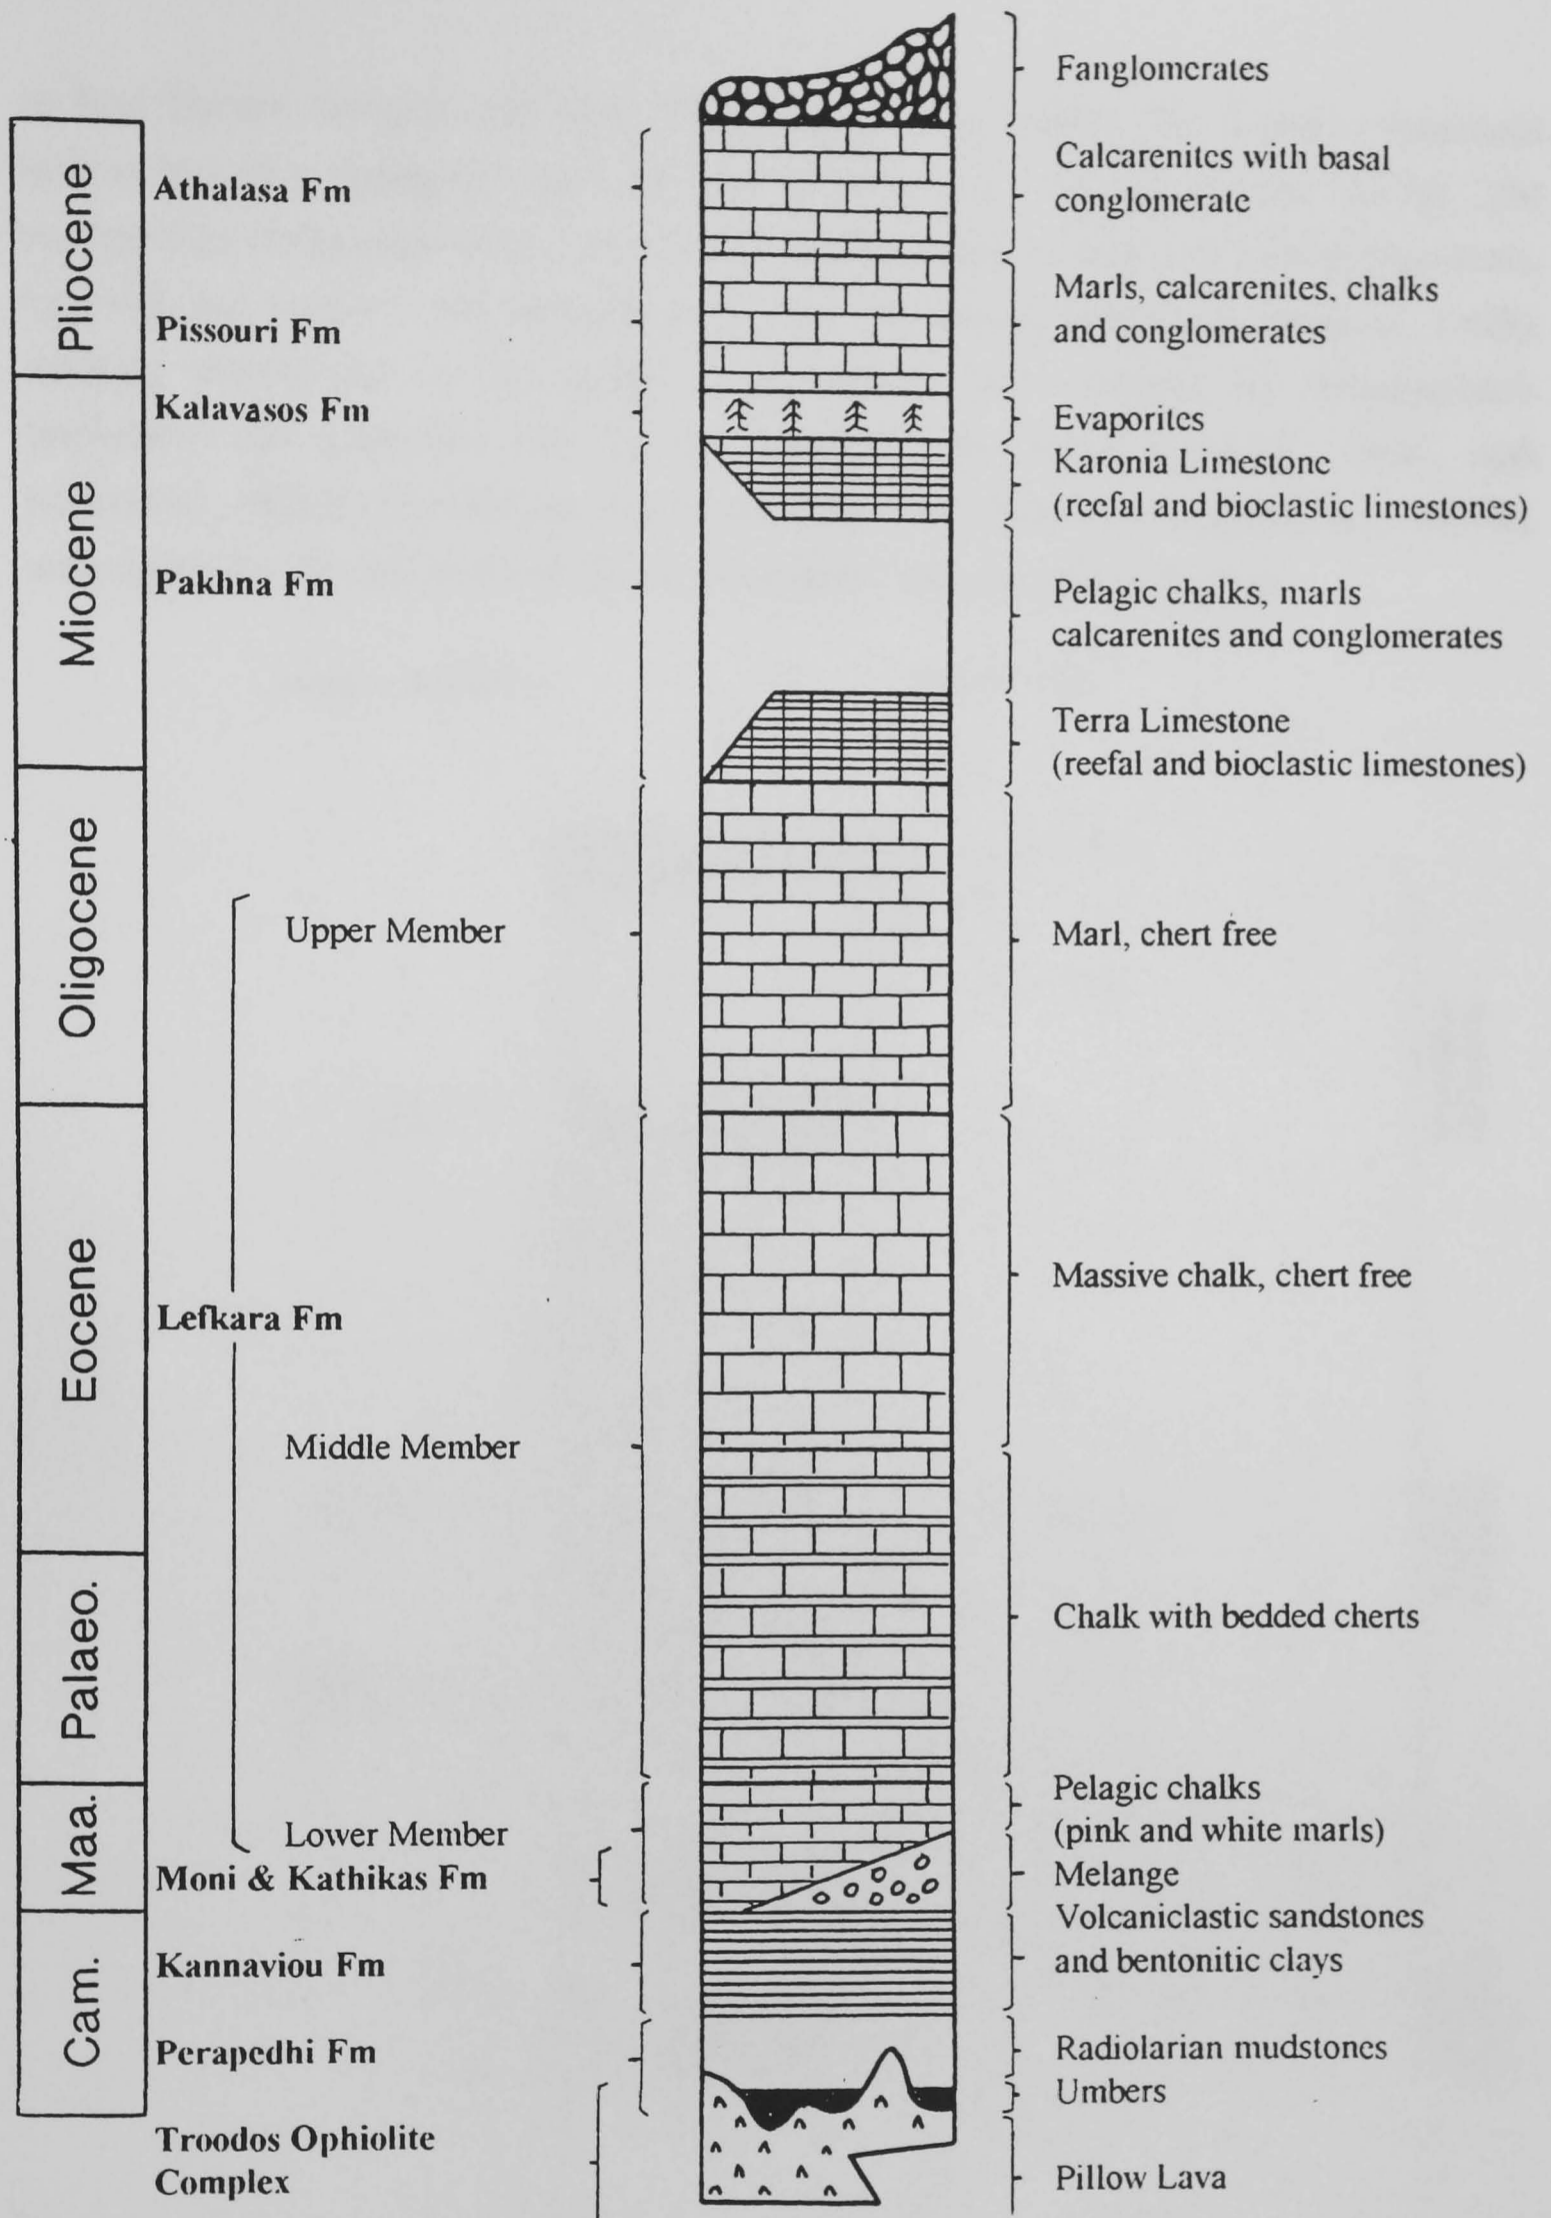 Fanglomerates
Pliocene
Athalasa Fm
Calcarenites with basal
conglomerate
Pissouri Fm
Marls, calcarenites, chalks
and conglomerates
Miocene
Kalavasos Fm
Evaporites
Karonia Limestone
(reefal and bioclastic limestones)
Pakhna Fm
Pelagic chalks, marls
calcarenites and conglomerates
Terra Limestone
(reefal and bioclastic limestones)
Oligocene
Upper Member
Marl, chert free
Eocene
Lefkara Fm
Massive chalk, chert free
Middle Member
Palaeo.
Chalk with bedded cherts
Maa.
Lower Member
Pelagic chalks
(pink and white marls)
Moni & Kathikas Fm
Melange
Cam.
Kannaviou Fm
Volcaniclastic sandstones
and bentonitic clays
Perapedhi Fm
Radiolarian mudstones
Umbers
Troodos Ophiolite
Complex
Pillow Lava